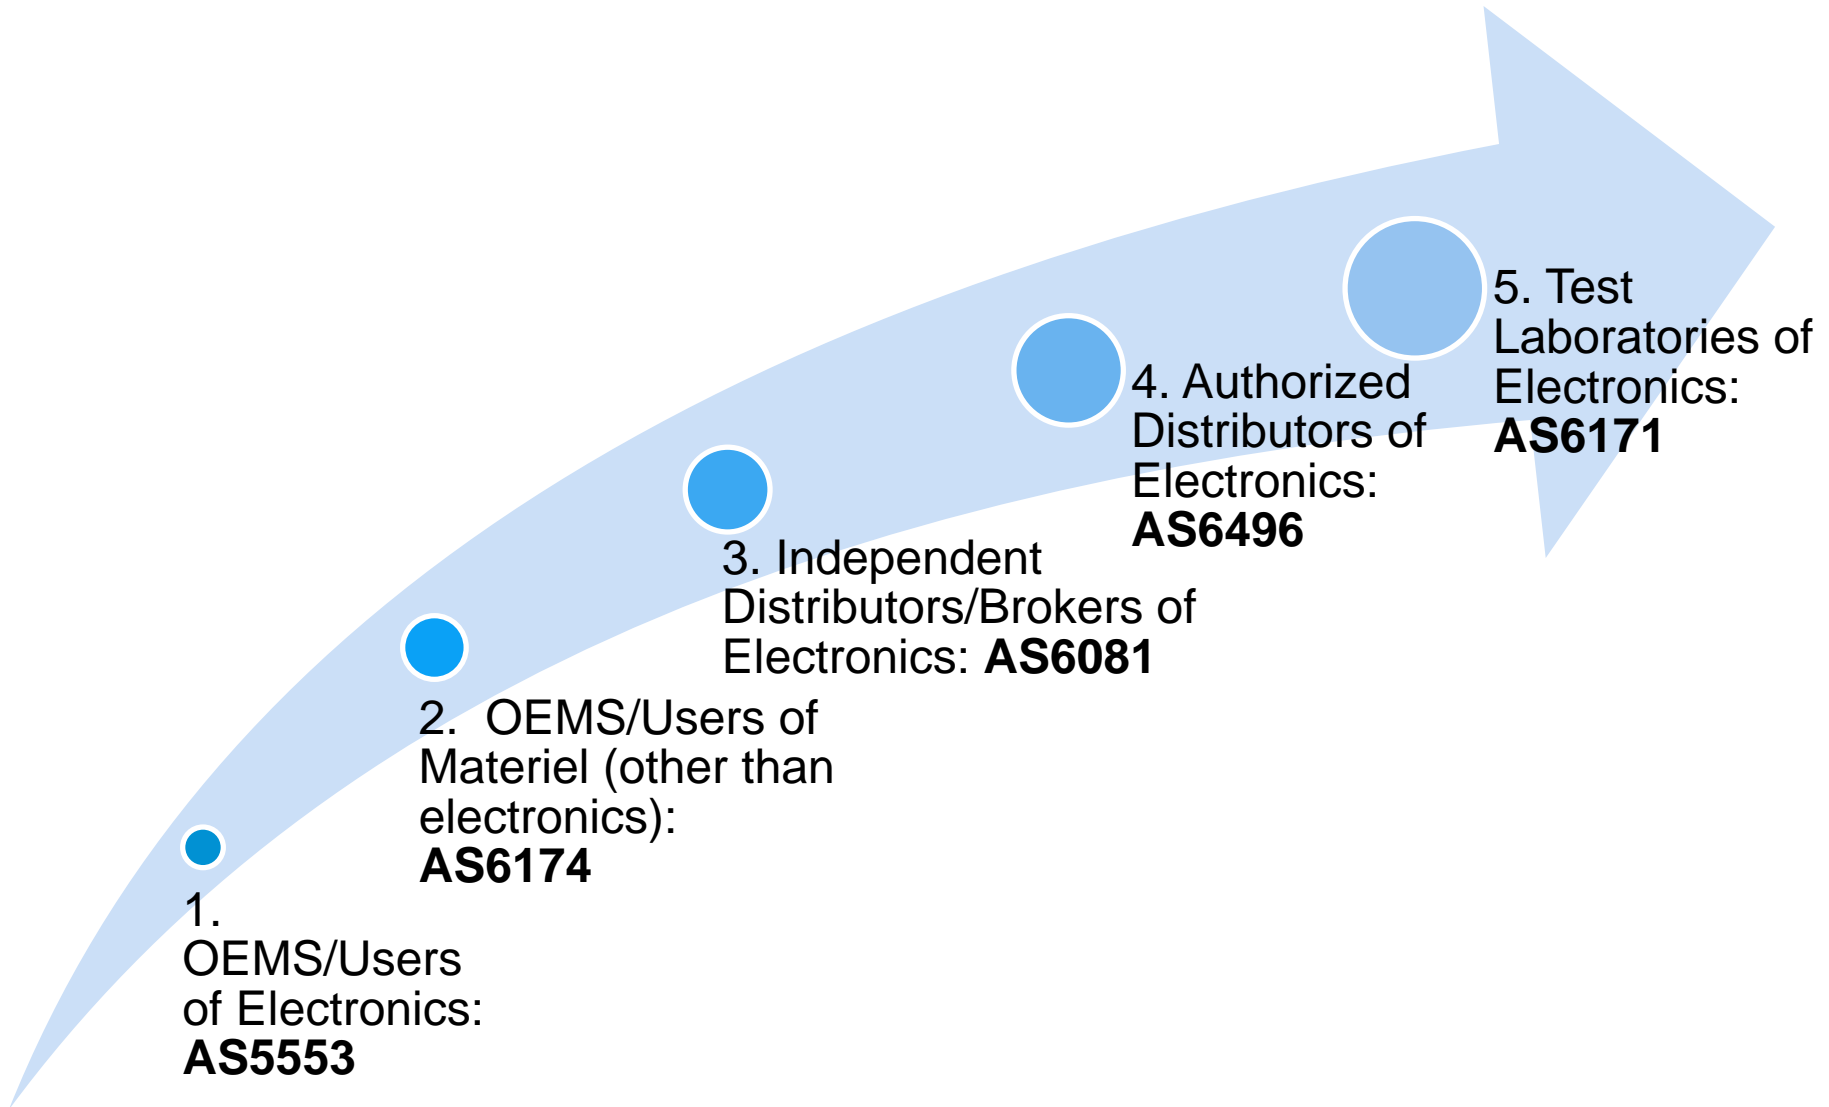 1.
OEMS/Users
of Electronics:
AS5553
2.  OEMS/Users of
Materiel (other than
electronics):
AS6174
3. Independent
Distributors/Brokers of
Electronics: AS6081
4. Authorized
Distributors of
Electronics:
AS6496
5. Test
Laboratories of
Electronics:
AS6171